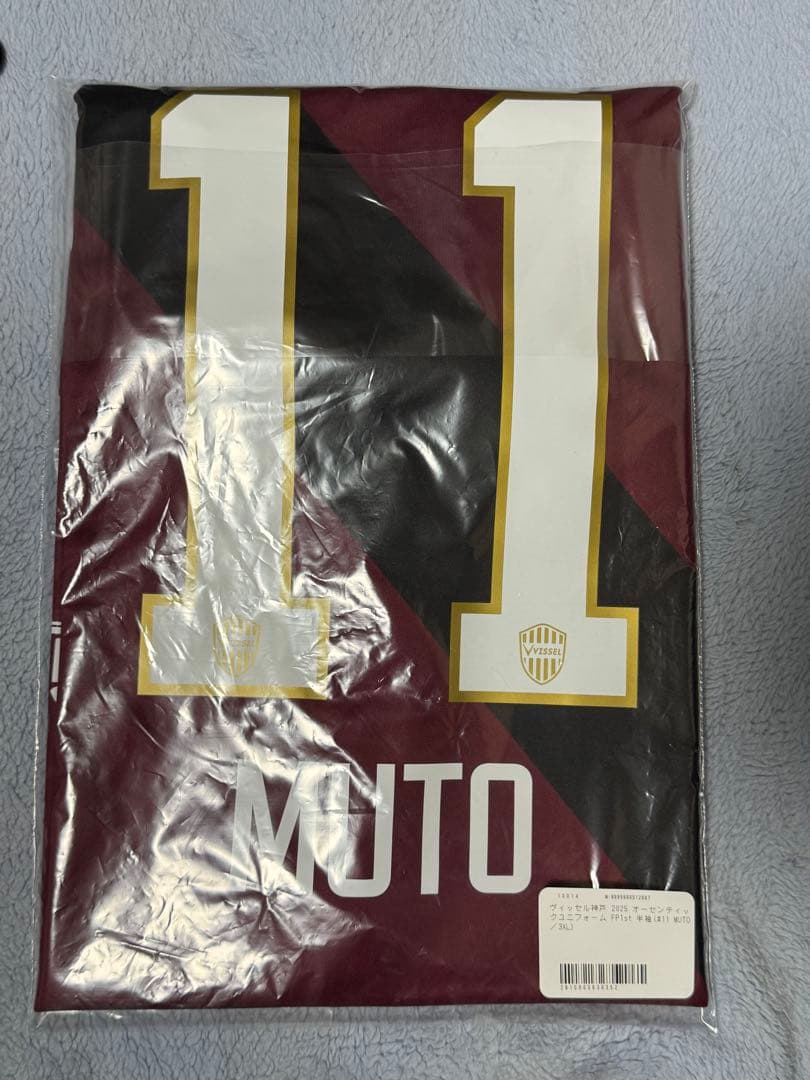 11
VISSEL
VISSEL
MUTO
ヴィッセル神戸 2025 オーセンティッ
クユニフォーム FP1st 半袖(#11 MUTO
／3XL)